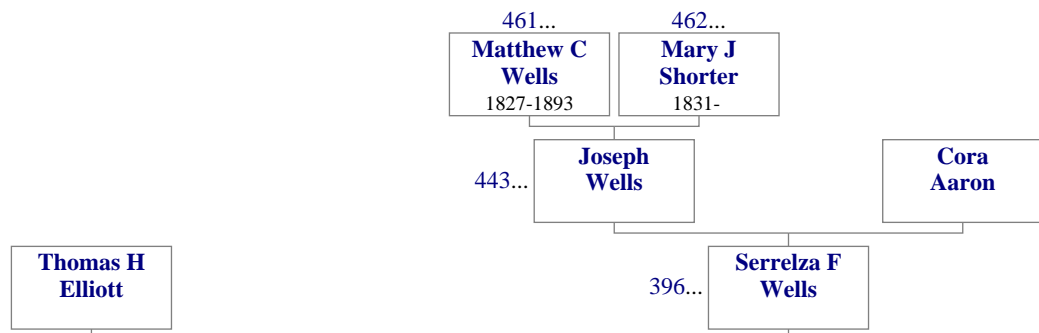 461...
462...
Matthew C
Wells
1827-1893
Mary J
Shorter
1831-
443...
Joseph
Wells
Cora
Aaron
Thomas H
Elliott
396...
Serrelza F
Wells